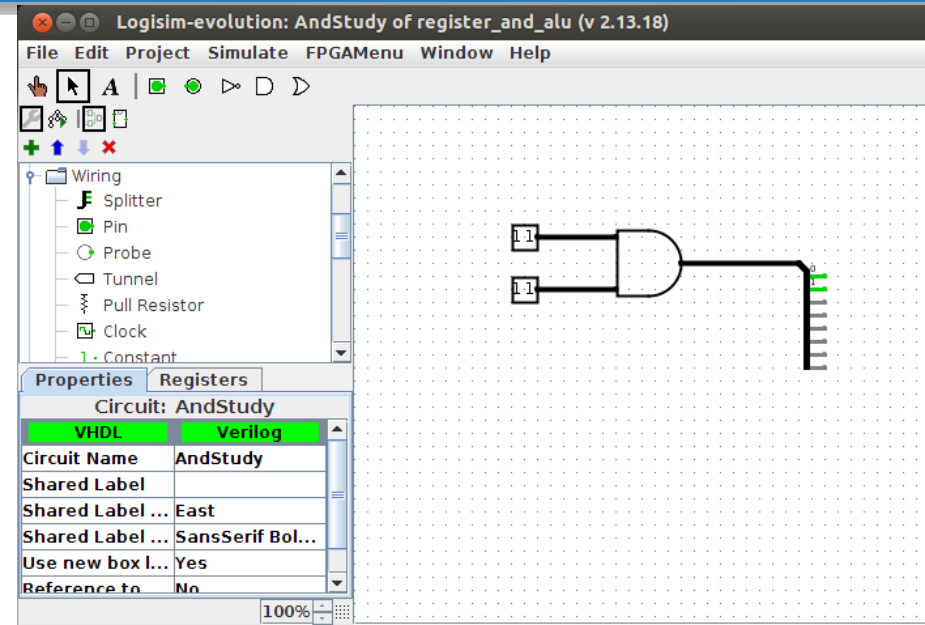 Logisim-evolution: AndStudy of register_and_alu (v 2.13.18)
File Edit Project Simulate FPGAMenu Window Help
A
Wiring
Splitter
Pin
Probe
Tunnel
Pull Resistor
Clock
Constant
Properties Registers
Circuit: AndStudy
VHDL Verilog
Circuit Name AndStudy
Shared Label
Shared Label ... East
Shared Label ... SansSerif Bol...
Use new box l... Yes
Reference to No
100%
1 1
1 1
0
1